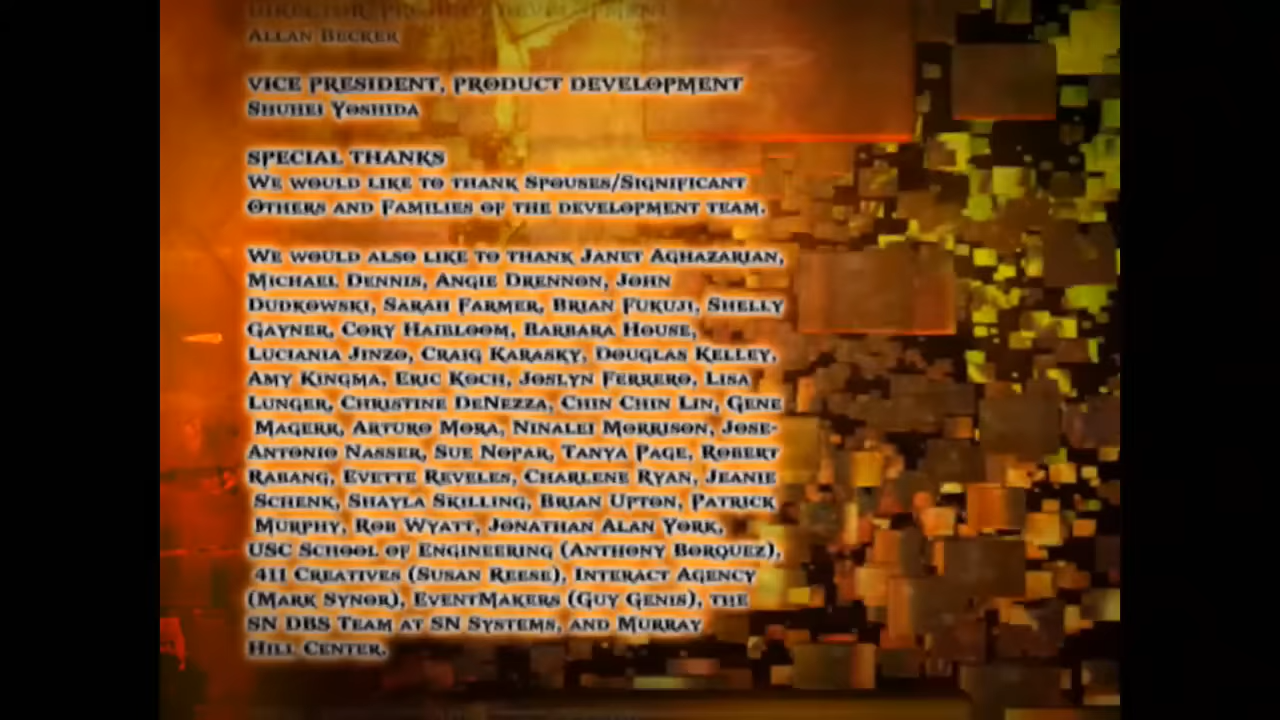 DIRECTOR, PRODUCT DEVELOPMENT
ALLAN BECKER
VICE PRESIDENT, PRODUCT DEVELOPMENT
SHUHEI YOSHIDA
SPECIAL THANKS
WE WOULD LIKE TO THANK SPOUSES/SIGNIFICANT
OTHERS AND FAMILIES OF THE DEVELOPMENT TEAM.
WE WOULD ALSO LIKE TO THANK JANET AGHAZARIAN,
MICHAEL DENNIS, ANGIE DRENNON, JOHN
DUDKOWSKI, SARAH FARMER, BRIAN FUKUJI, SHELLY
GAYNER, CORY HAIBLOOM, BARBARA HOUSE,
LUCIANIA JINZO, CRAIG KARASKY, DOUGLAS KELLEY,
AMY KINGMA, ERIC KOCH, JOSLYN FERRERO, LISA
LUNGER, CHRISTINE DENEZZA, CHIN CHIN LIN, GENE
MAGERR, ARTURO MORA, NINALEI MORRISON, JOSE-
ANTONIO NASSER, SUE NOPAR, TANYA PAGE, ROBERT
RABANG, EVETTE REVELES, CHARLENE RYAN, JEANIE
SCHENK, SHAYLA SKILLING, BRIAN UPTON, PATRICK
MURPHY, ROB WYATT, JONATHAN ALAN YORK,
USC SCHOOL OF ENGINEERING (ANTHONY BORQUEZ),
411 CREATIVES (SUSAN REESE), INTERACT AGENCY
(MARK SYNOR), EVENTMAKERS (GUY GENIS), THE
SN DBS TEAM AT SN SYSTEMS, AND MURRAY
HILL CENTER.